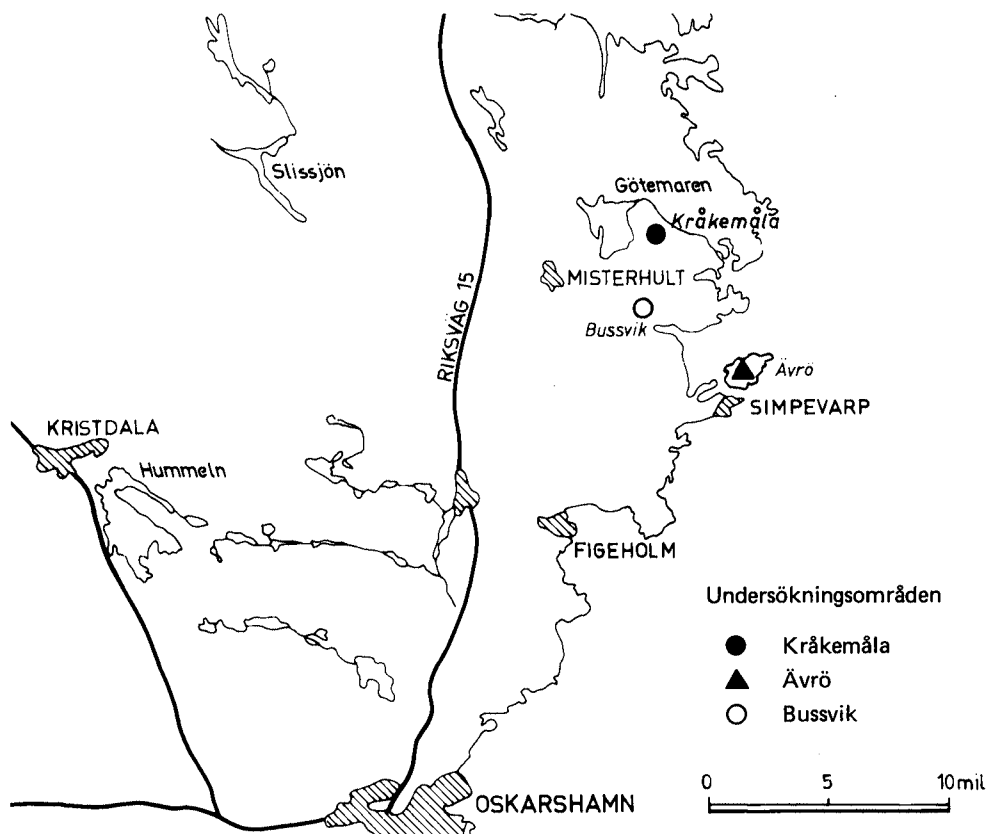 Slissjön
Götemaren
Kråkemåla
MISTERHULT
RIKSVÄG 15
Bussvik
Ävrö
SIMPEVARP
KRISTDALA
Hummeln
FIGEHOLM
Undersökningsområden
Kråkemåla
Ävrö
Bussvik
0 5 10 mil
OSKARSHAMN